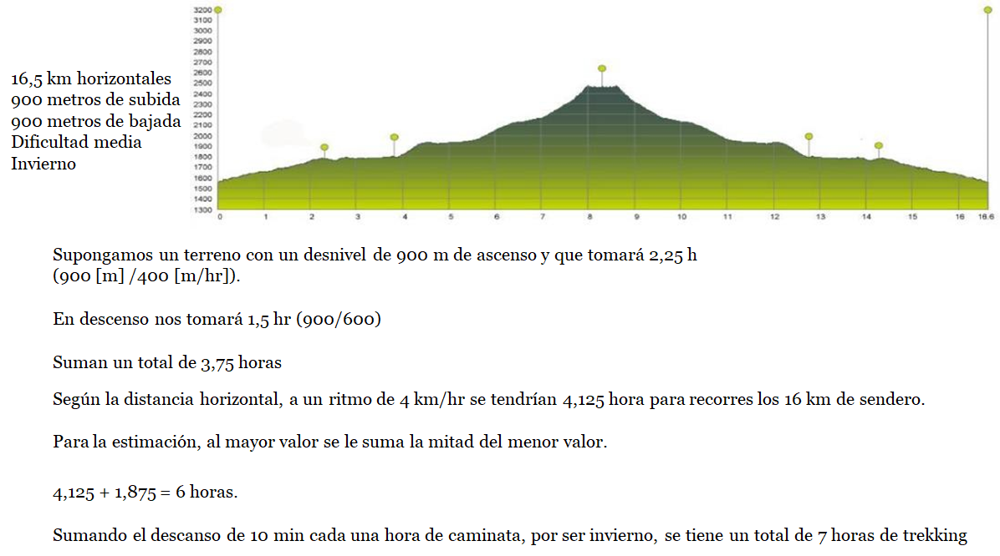 3200
3100
3000
2900
2800
2700
2600
2500
2400
2300
2200
2100
2000
1900
1800
1700
1600
1500
1400
1300
0 1 2 3 4 5 6 7 8 9 10 11 12 13 14 15 16 16.6
16,5 km horizontales
900 metros de subida
900 metros de bajada
Dificultad media
Invierno
Supongamos un terreno con un desnivel de 900 m de ascenso y que tomará 2,25 h
(900 [m] /400 [m/hr]).
En descenso nos tomará 1,5 hr (900/600)
Suman un total de 3,75 horas
Según la distancia horizontal, a un ritmo de 4 km/hr se tendrían 4,125 hora para recorres los 16 km de sendero.
Para la estimación, al mayor valor se le suma la mitad del menor valor.
4,125 + 1,875 = 6 horas.
Sumando el descanso de 10 min cada una hora de caminata, por ser invierno, se tiene un total de 7 horas de trekking